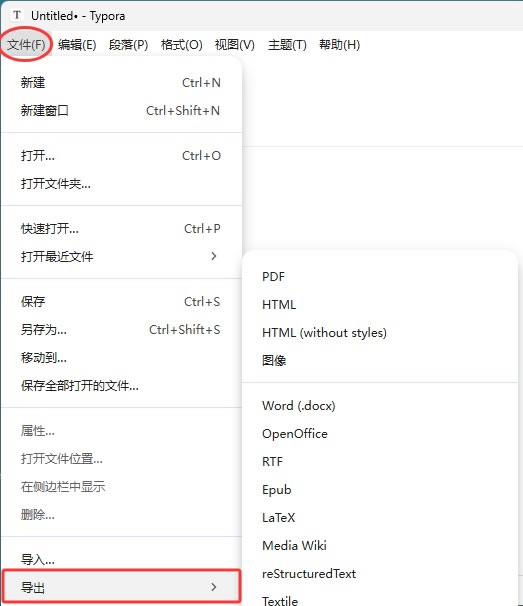 T Untitled• - Typora
文件(F) 编辑(E) 段落(P) 格式(O) 视图(V) 主题(T) 帮助(H)
新建 Ctrl+N
新建窗口 Ctrl+Shift+N
打开... Ctrl+O
打开文件夹...
快速打开... Ctrl+P
打开最近文件
保存 Ctrl+S
另存为... Ctrl+Shift+S
移动到...
保存全部打开的文件...
属性...
打开文件位置...
在侧边栏中显示
删除...
导入...
导出
PDF
HTML
HTML (without styles)
图像
Word (.docx)
OpenOffice
RTF
Epub
LaTeX
Media Wiki
reStructuredText
Textile